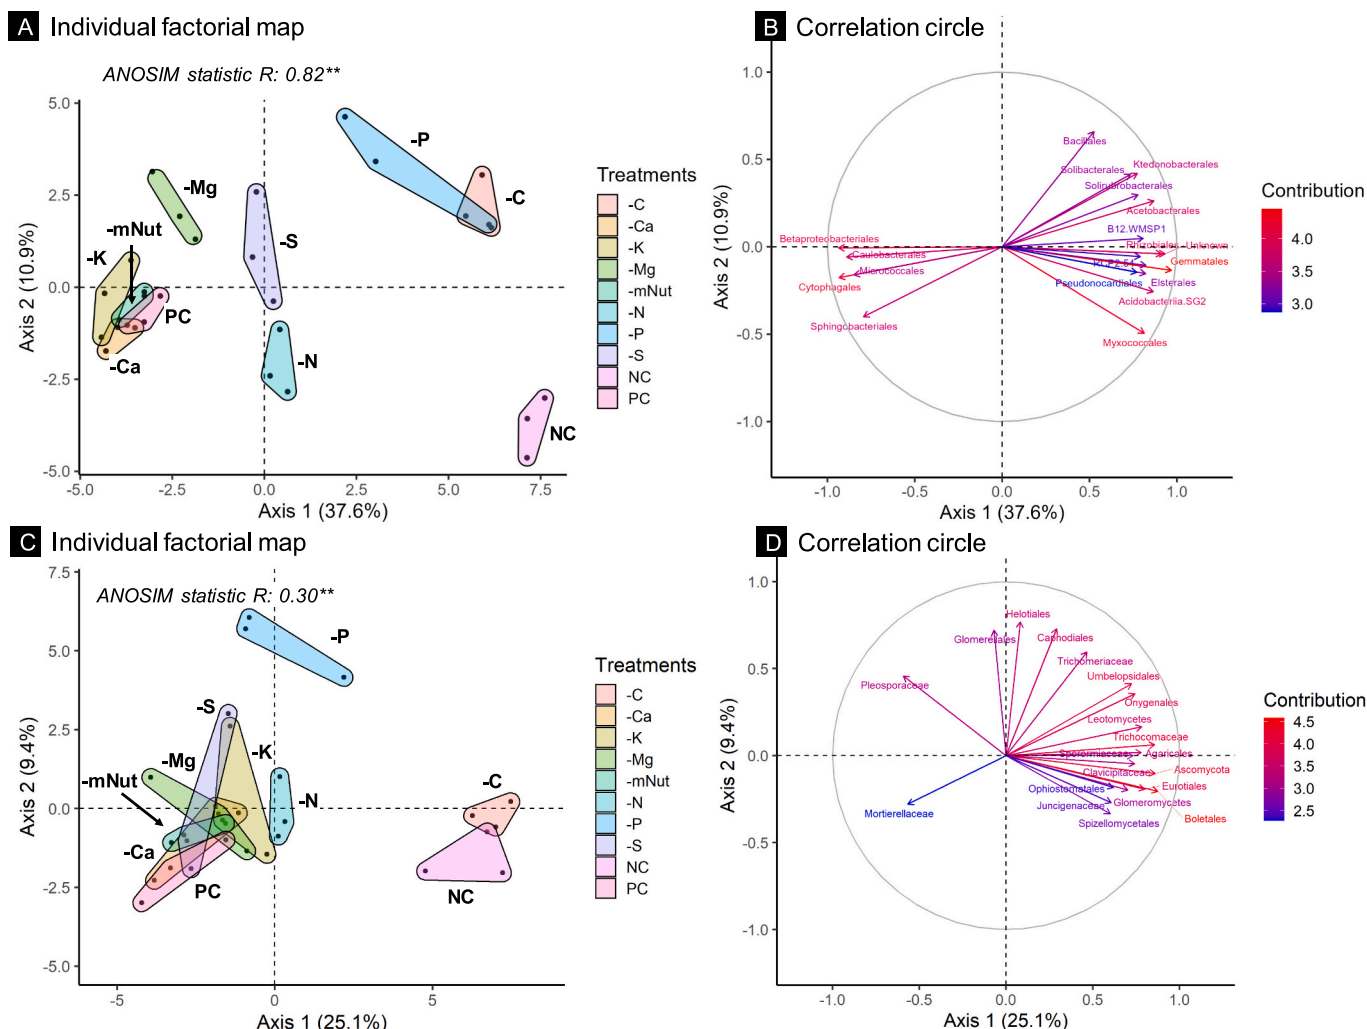 A Individual factorial map
ANOSIM statistic R: 0.82**
Axis 2 (10.9%)
5.0
2.5
0.0
-2.5
-5.0
-P
-C
-Mg
-mNut
-S
-K
PC
-Ca
-N
NC
-5.0
-2.5
0.0
2.5
5.0
7.5
Axis 1 (37.6%)
Treatments
-C
-Ca
-K
-Mg
-mNut
-N
-P
-S
NC
PC
B Correlation circle
Axis 2 (10.9%)
1.0
0.5
0.0
-0.5
-1.0
Bacillales
Solibacterales
Ktedonobacterales
Solirubrobacterales
Acetobacterales
B12.WMSP1
Betaproteobacteriales
Rhizobiales
Unknown
Caulobacterales
Gemmatales
Micrococcales
Cytophagales
Pseudonocardiales
Elsterales
Acidobacteriia.SG2
Sphingobacteriales
Myxococcales
-1.0
-0.5
0.0
0.5
1.0
Axis 1 (37.6%)
Contribution
4.0
3.5
3.0
C Individual factorial map
ANOSIM statistic R: 0.30**
Axis 2 (9.4%)
7.5
5.0
2.5
0.0
-2.5
-5.0
-P
-S
-Mg
-K
-mNut
-N
-C
-Ca
PC
NC
-5
0
5
Axis 1 (25.1%)
Treatments
-C
-Ca
-K
-Mg
-mNut
-N
-P
-S
NC
PC
D Correlation circle
Axis 2 (9.4%)
1.0
0.5
0.0
-0.5
-1.0
Helotiales
Glomerellales
Capnodiales
Trichomeriaceae
Pleosporaceae
Umbelopsidales
Onygenales
Leotomycetes
Trichocomaceae
Agaricales
Clavicipitaceae
Ascomycota
Ophiostomatales
Eurotiales
Juncigenaceae
Glomeromycetes
Mortierellaceae
Spizellomycetales
Boletales
-1.0
-0.5
0.0
0.5
1.0
Axis 1 (25.1%)
Contribution
4.5
4.0
3.5
3.0
2.5